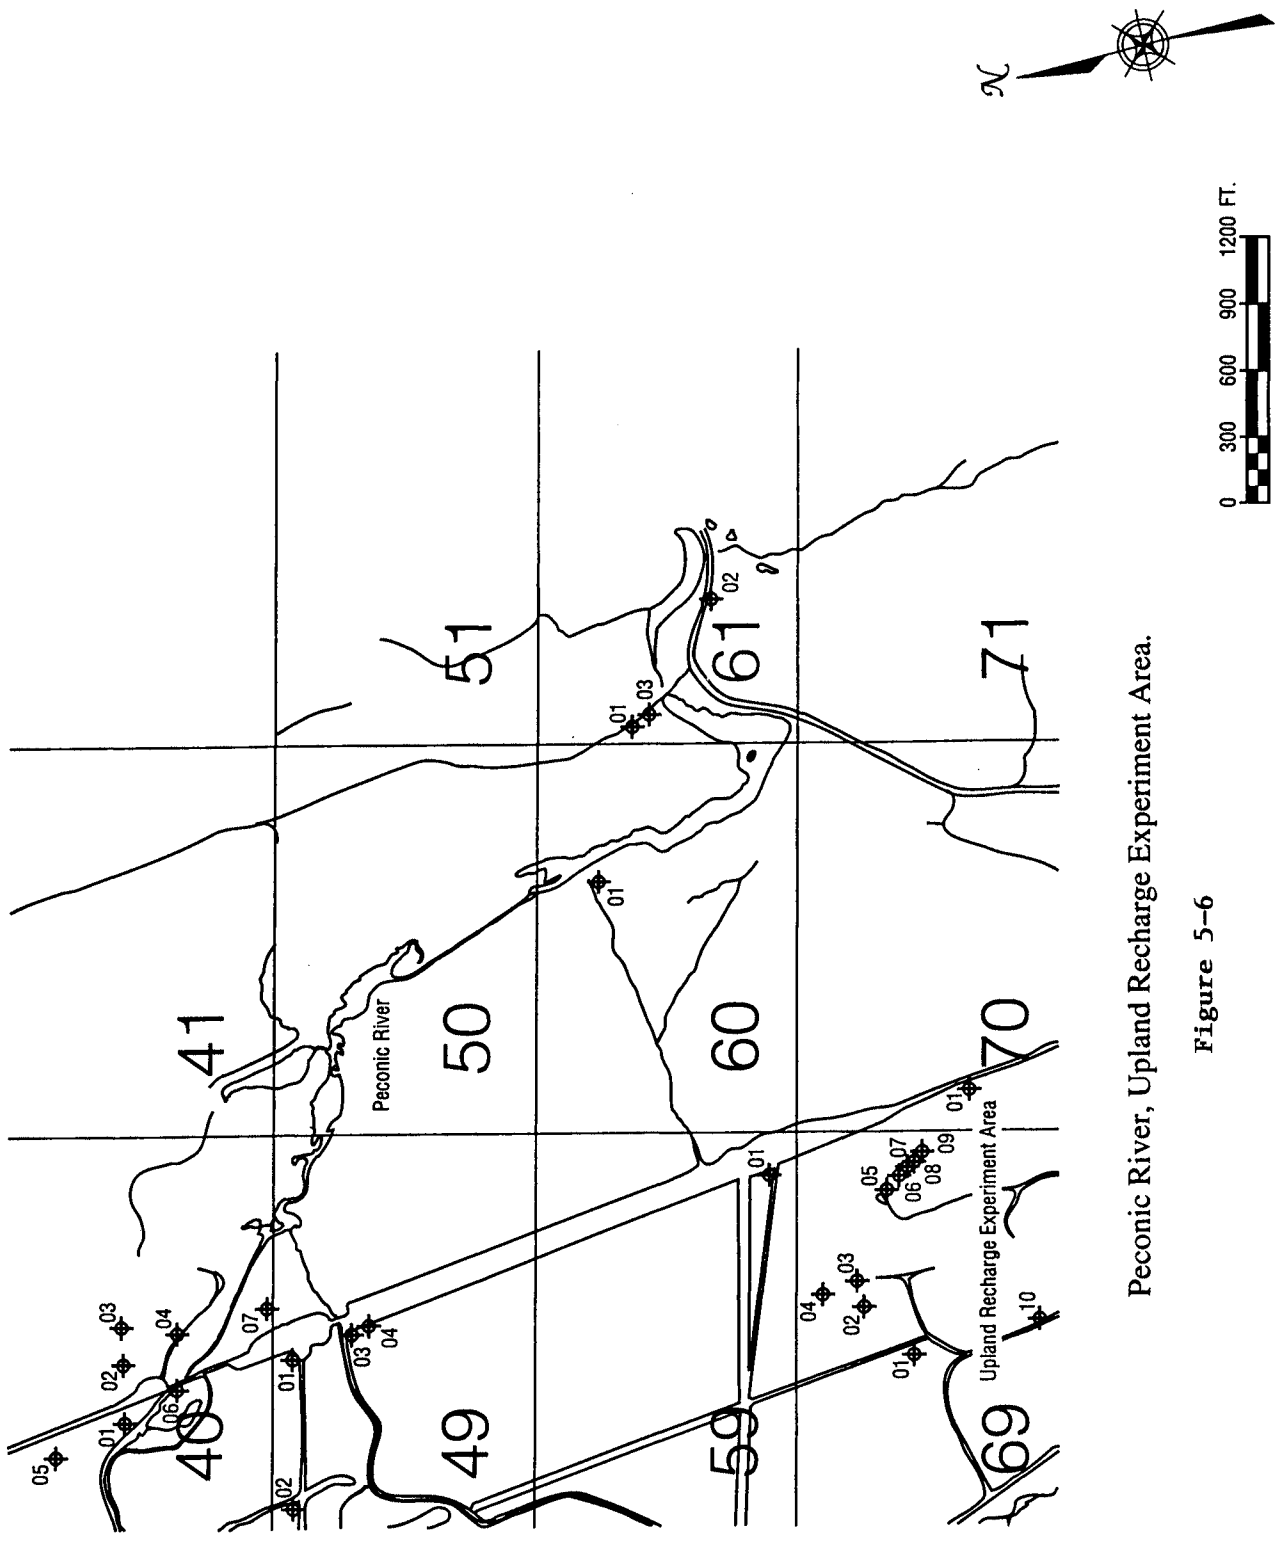 05
01 02 03
06 04
40 41
07
02 01
03 04
Peconic River
49 50 51
01 01 03
02
59 60 61
01
04
02 03
05
01 06 07 08 09
01
Upland Recharge Experiment Area
69 70 71
N
10
Peconic River, Upland Recharge Experiment Area.
Figure 5-6
0 300 600 900 1200 FT.